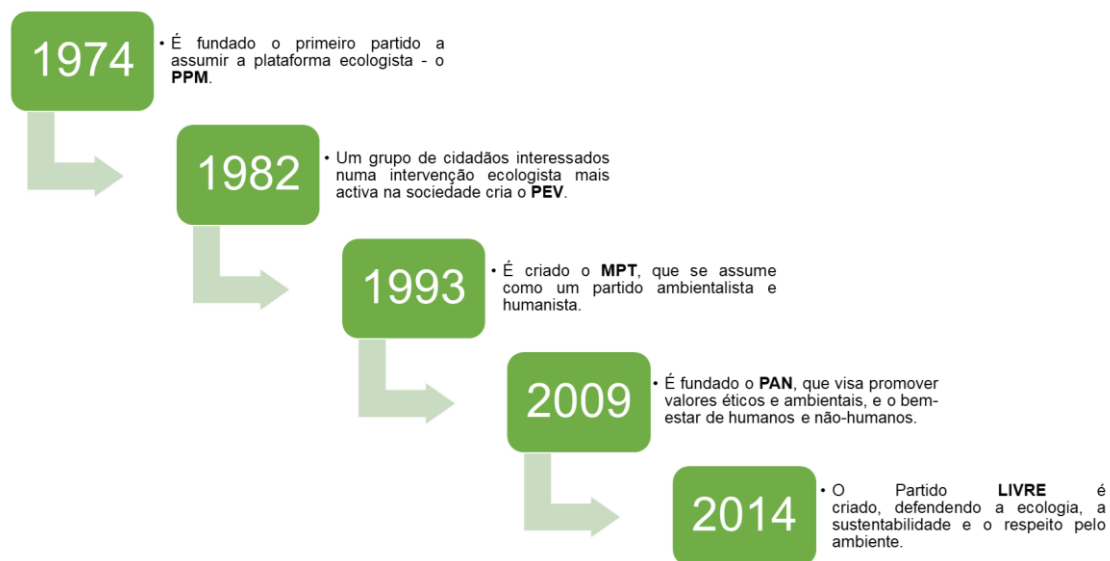 1974
• É fundado o primeiro partido a
assumir a plataforma ecologista - o
PPM.
1982
• Um grupo de cidadãos interessados
numa intervenção ecologista mais
activa na sociedade cria o PEV.
1993
• É criado o MPT, que se assume
como um partido ambientalista e
humanista.
2009
• É fundado o PAN, que visa promover
valores éticos e ambientais, e o bem-
estar de humanos e não-humanos.
2014
• O Partido LIVRE é
criado, defendendo a ecologia, a
sustentabilidade e o respeito pelo
ambiente.